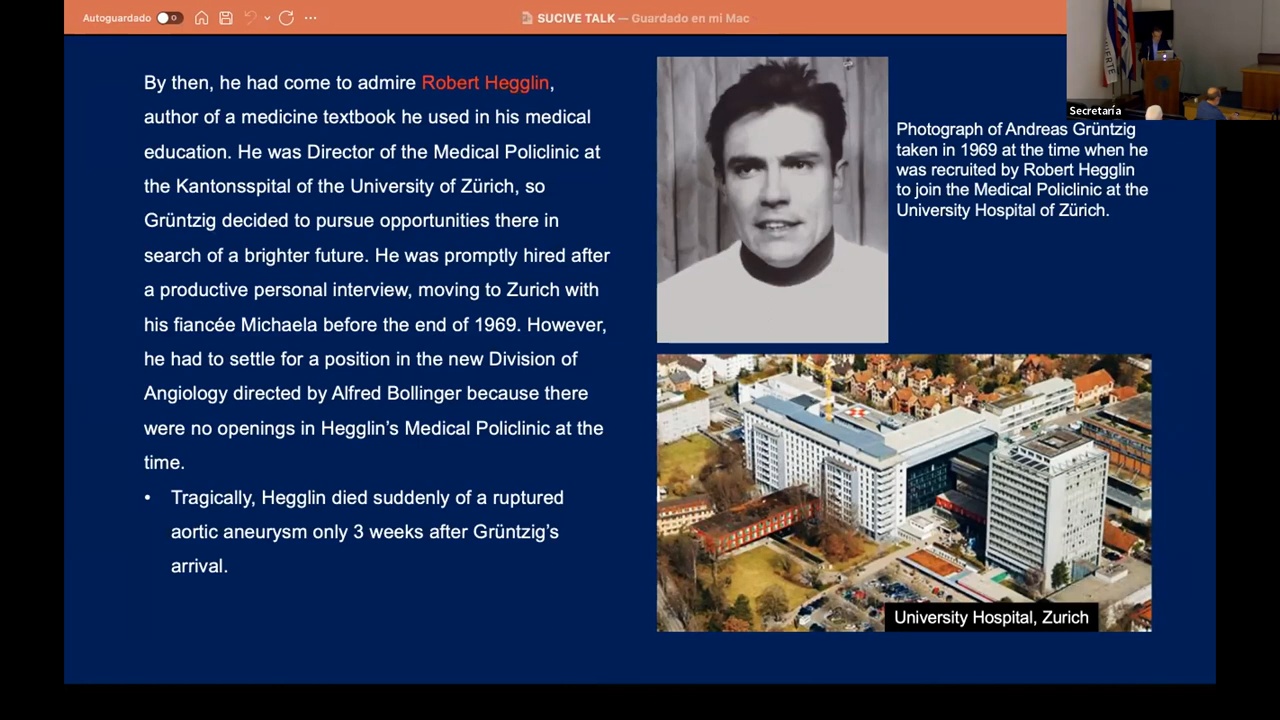 Autoguardado
SUCIVE TALK — Guardado en mi Mac
Secretaría
By then, he had come to admire Robert Hegglin,
author of a medicine textbook he used in his medical
education. He was Director of the Medical Policlinic at
the Kantonsspital of the University of Zürich, so
Grüntzig decided to pursue opportunities there in
search of a brighter future. He was promptly hired after
a productive personal interview, moving to Zurich with
his fiancée Michaela before the end of 1969. However,
he had to settle for a position in the new Division of
Angiology directed by Alfred Bollinger because there
were no openings in Hegglin's Medical Policlinic at the
time.
• Tragically, Hegglin died suddenly of a ruptured
aortic aneurysm only 3 weeks after Grüntzig's
arrival.
Photograph of Andreas Grüntzig
taken in 1969 at the time when he
was recruited by Robert Hegglin
to join the Medical Policlinic at the
University Hospital of Zürich.
University Hospital, Zurich